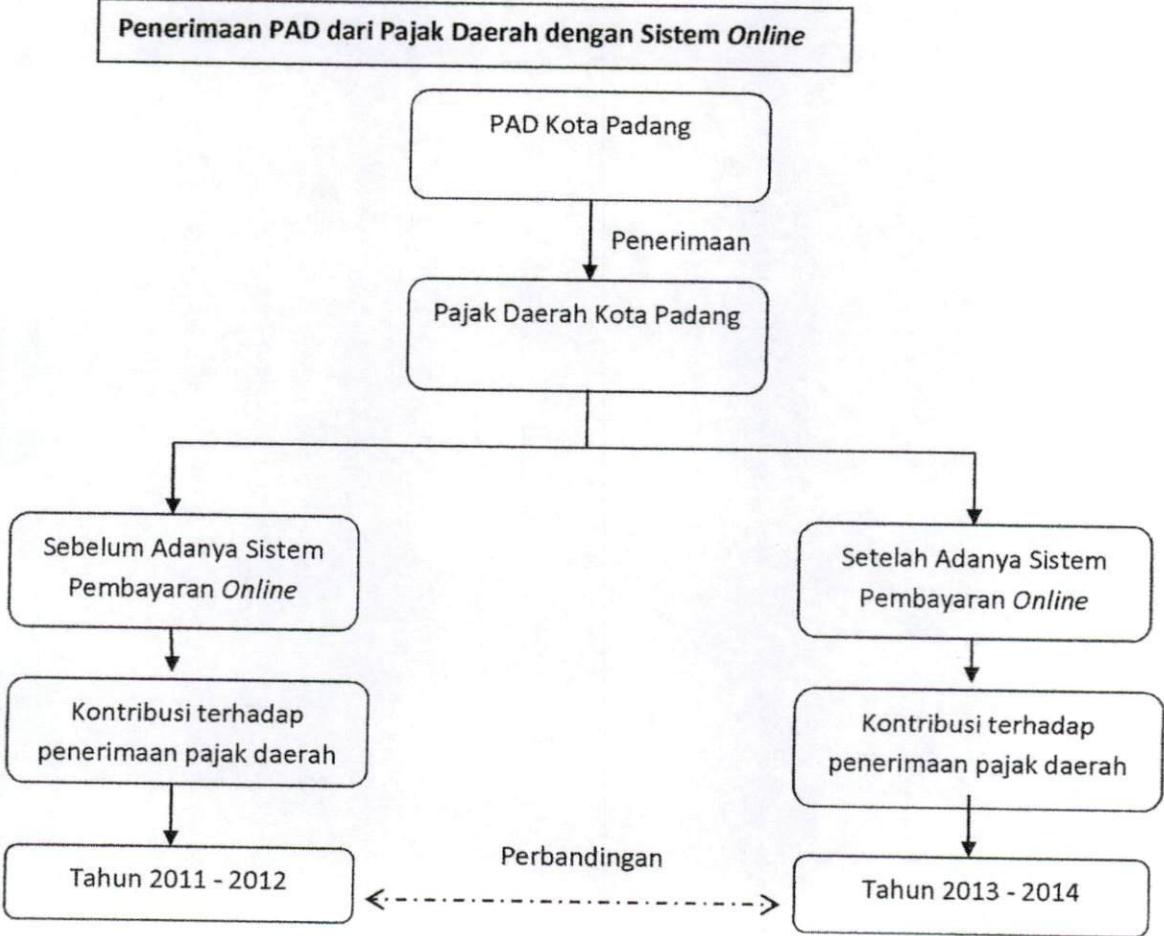 Penerimaan PAD dari Pajak Daerah dengan Sistem Online
PAD Kota Padang
Penerimaan
Pajak Daerah Kota Padang
Sebelum Adanya Sistem
Pembayaran Online
Setelah Adanya Sistem
Pembayaran Online
Kontribusi terhadap
penerimaan pajak daerah
Kontribusi terhadap
penerimaan pajak daerah
Perbandingan
Tahun 2011 - 2012
Tahun 2013 - 2014